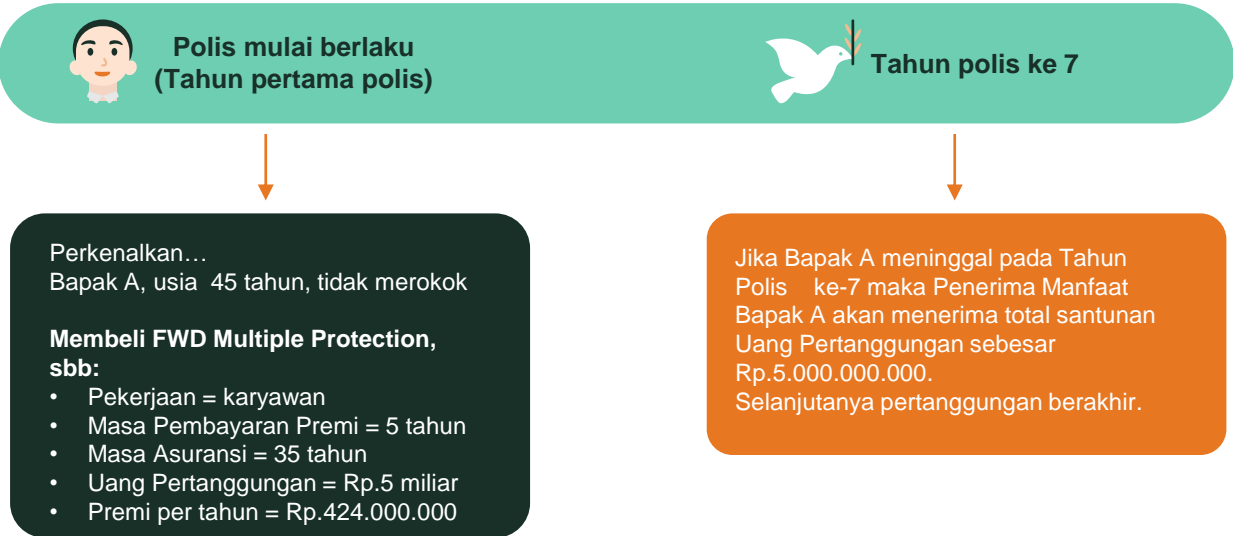 Polis mulai berlaku
(Tahun pertama polis)
Tahun polis ke 7
Perkenalkan…
Bapak A, usia  45 tahun, tidak merokok
Membeli FWD Multiple Protection,
sbb:
• Pekerjaan = karyawan
• Masa Pembayaran Premi = 5 tahun
• Masa Asuransi = 35 tahun
• Uang Pertanggungan = Rp.5 miliar
• Premi per tahun = Rp.424.000.000
Jika Bapak A meninggal pada Tahun
Polis   ke-7 maka Penerima Manfaat
Bapak A akan menerima total santunan
Uang Pertanggungan sebesar
Rp.5.000.000.000.
Selanjutanya pertanggungan berakhir.